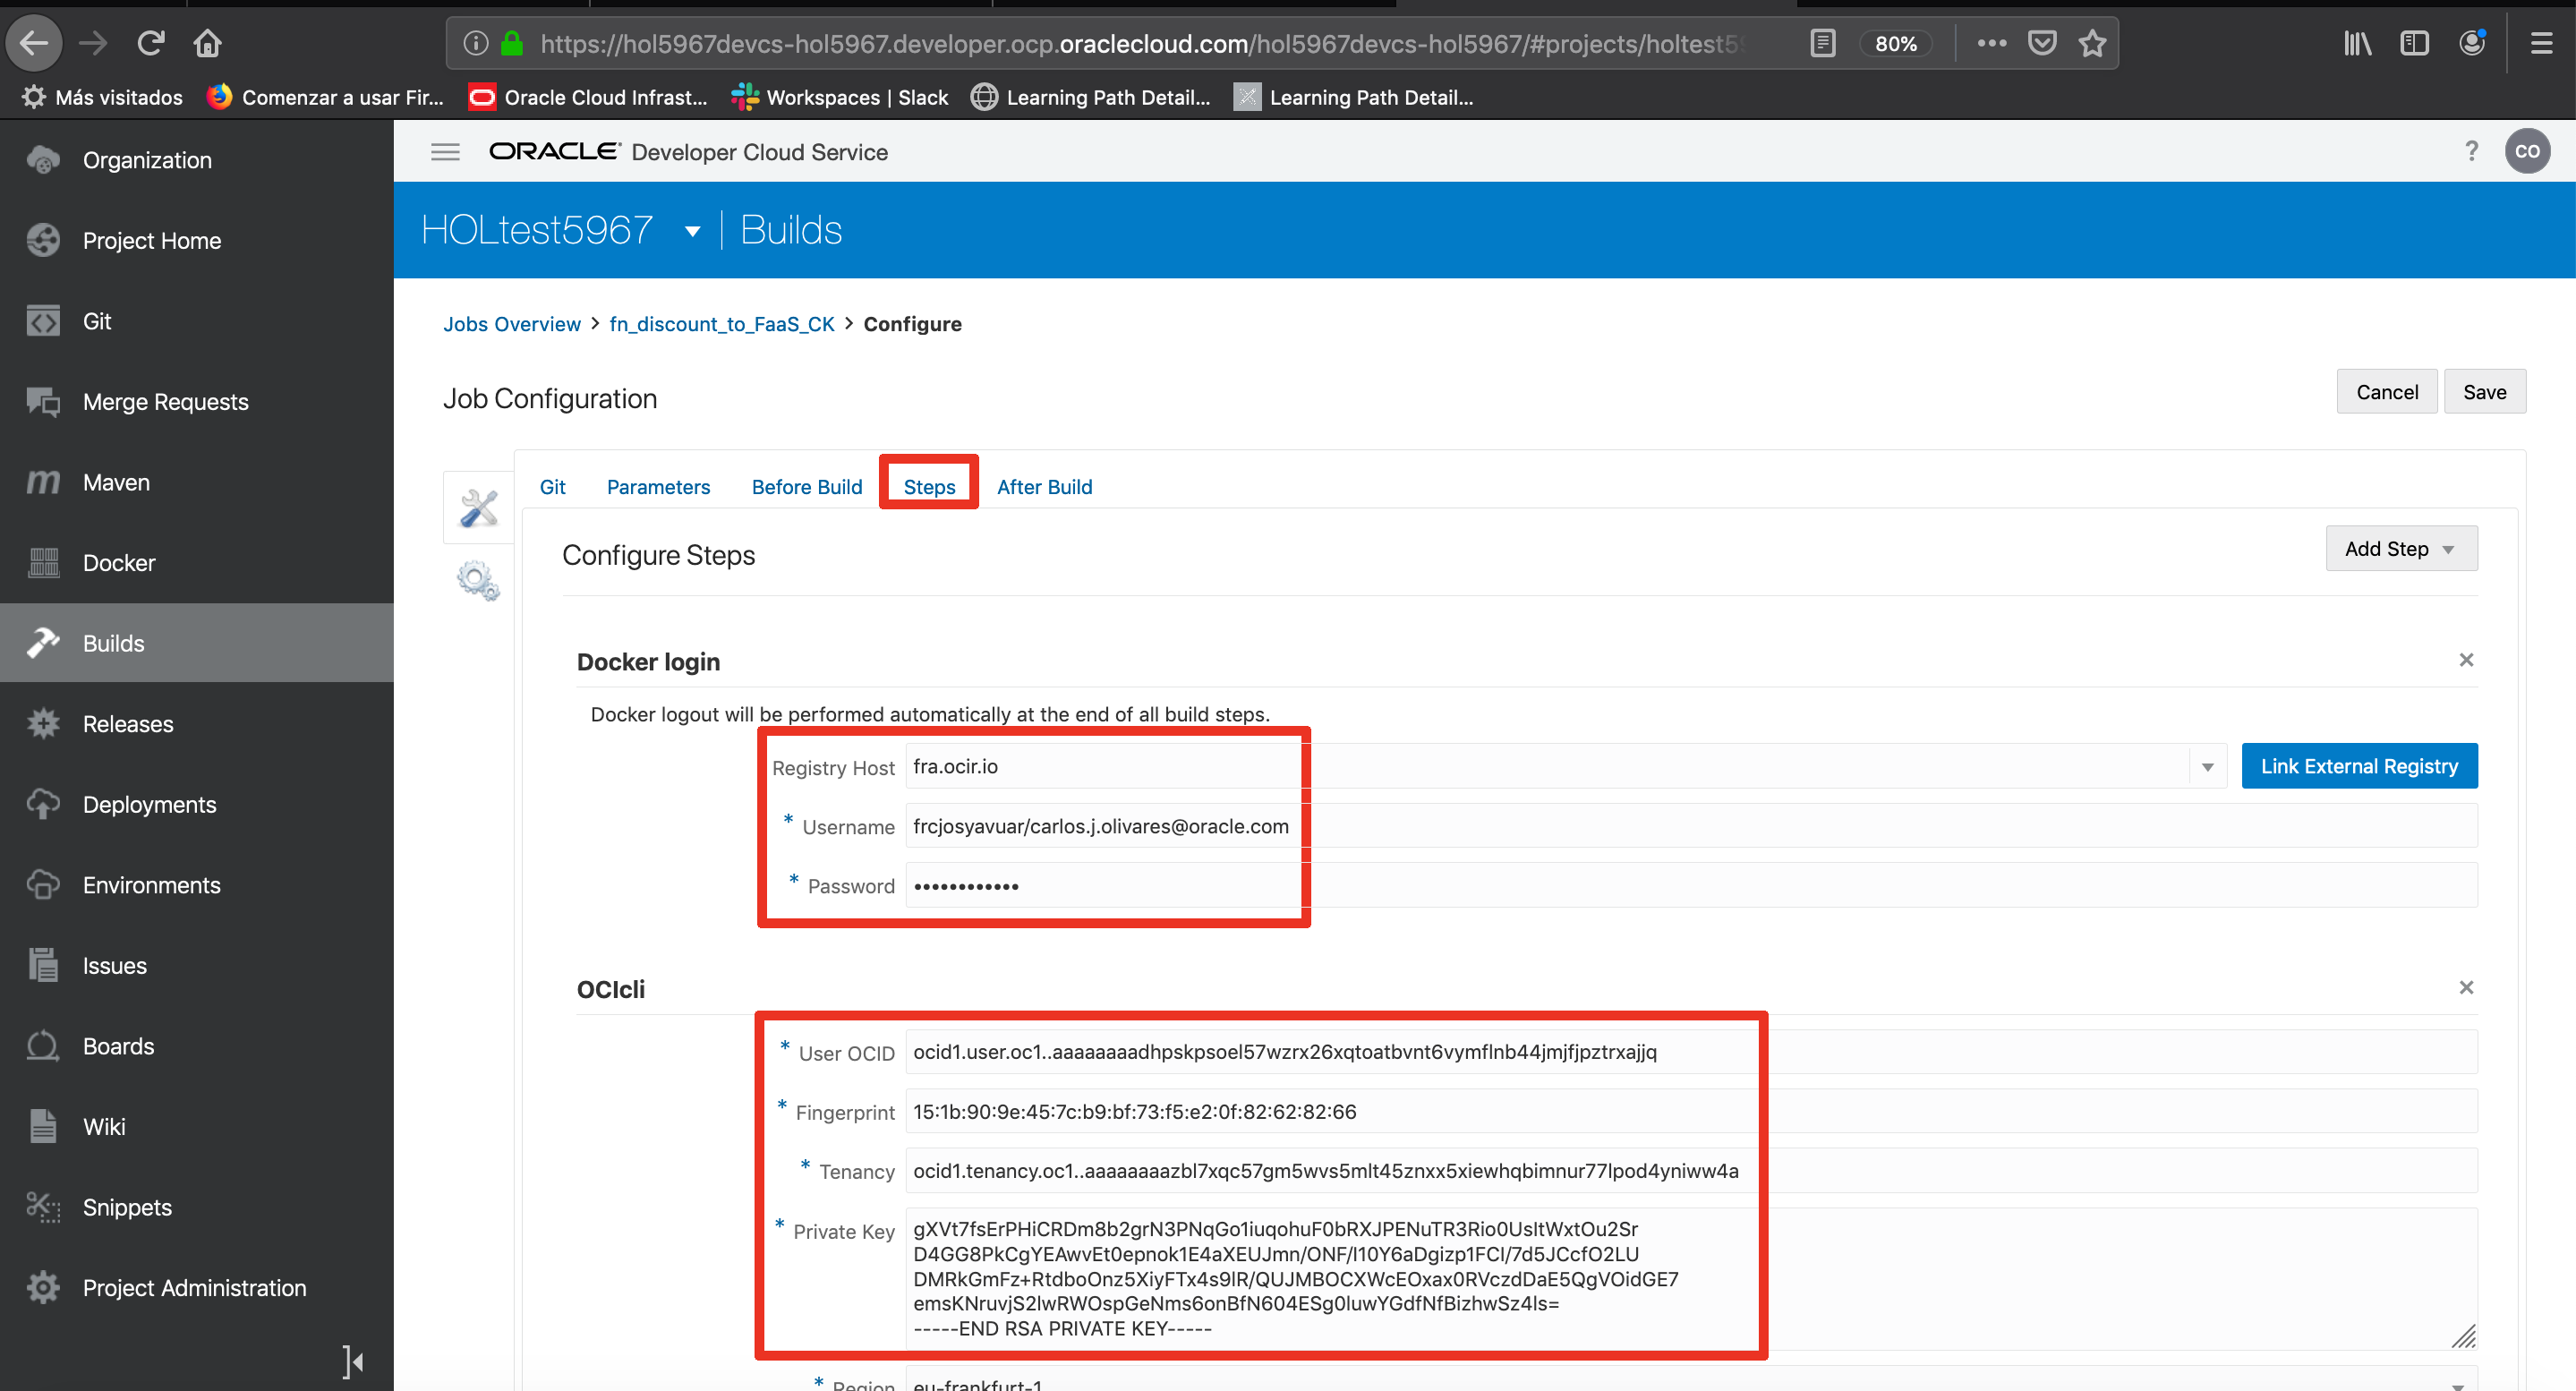 https://hol5967devcs-hol5967.developer.ocp.oraclecloud.com/hol5967devcs-hol5967/#projects/holtest59
80%
Más visitados
Comenzar a usar Fir...
Oracle Cloud Infrast...
Workspaces | Slack
Learning Path Detail...
Learning Path Detail...
Organization
Project Home
Git
Merge Requests
Maven
Docker
Builds
Releases
Deployments
Environments
Issues
Boards
Wiki
Snippets
Project Administration
ORACLE Developer Cloud Service
?
CO
HOLtest5967 | Builds
Jobs Overview > fn_discount_to_FaaS_CK > Configure
Job Configuration
Cancel
Save
Git
Parameters
Before Build
Steps
After Build
Configure Steps
Add Step
Docker login
Docker logout will be performed automatically at the end of all build steps.
Registry Host fra.ocir.io
Link External Registry
* Username frcjosyavuar/carlos.j.olivares@oracle.com
* Password ••••••••••••
OCIcli
* User OCID ocid1.user.oc1..aaaaaaaadhpskpsoel57wzrx26xqtoatbvnt6vymflnb44jmjfjpztrxajjq
* Fingerprint 15:1b:90:9e:45:7c:b9:bf:73:f5:e2:0f:82:62:82:66
* Tenancy ocid1.tenancy.oc1..aaaaaaaazbl7xqc57gm5wvs5mlt45znxx5xiewhqbimnur77lpod4yniww4a
* Private Key gXVt7fsErPHiCRDm8b2grN3PNqGo1iuqohuF0bRXJPENuTR3Rio0UsltWxtOu2Sr
D4GG8PkCgYEAwvEt0epnok1E4aXEUJmn/ONF/l10Y6aDgizp1FCl/7d5JCcfO2LU
DMRkGmFz+RtdboOnz5XiyFTx4s9lR/QUJMBOCXWcEOxax0RVczdDaE5QgVOidGE7
emsKNruvjS2lwRWOspGeNms6onBfN604ESg0luwYGdfNfBizhwSz4ls=
-----END RSA PRIVATE KEY-----
* Region eu-frankfurt-1